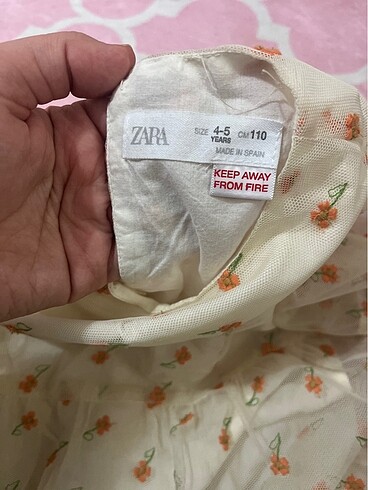 ZARA SIZE 4-5 YEARS CM 110
MADE IN SPAIN
KEEP AWAY
FROM FIRE